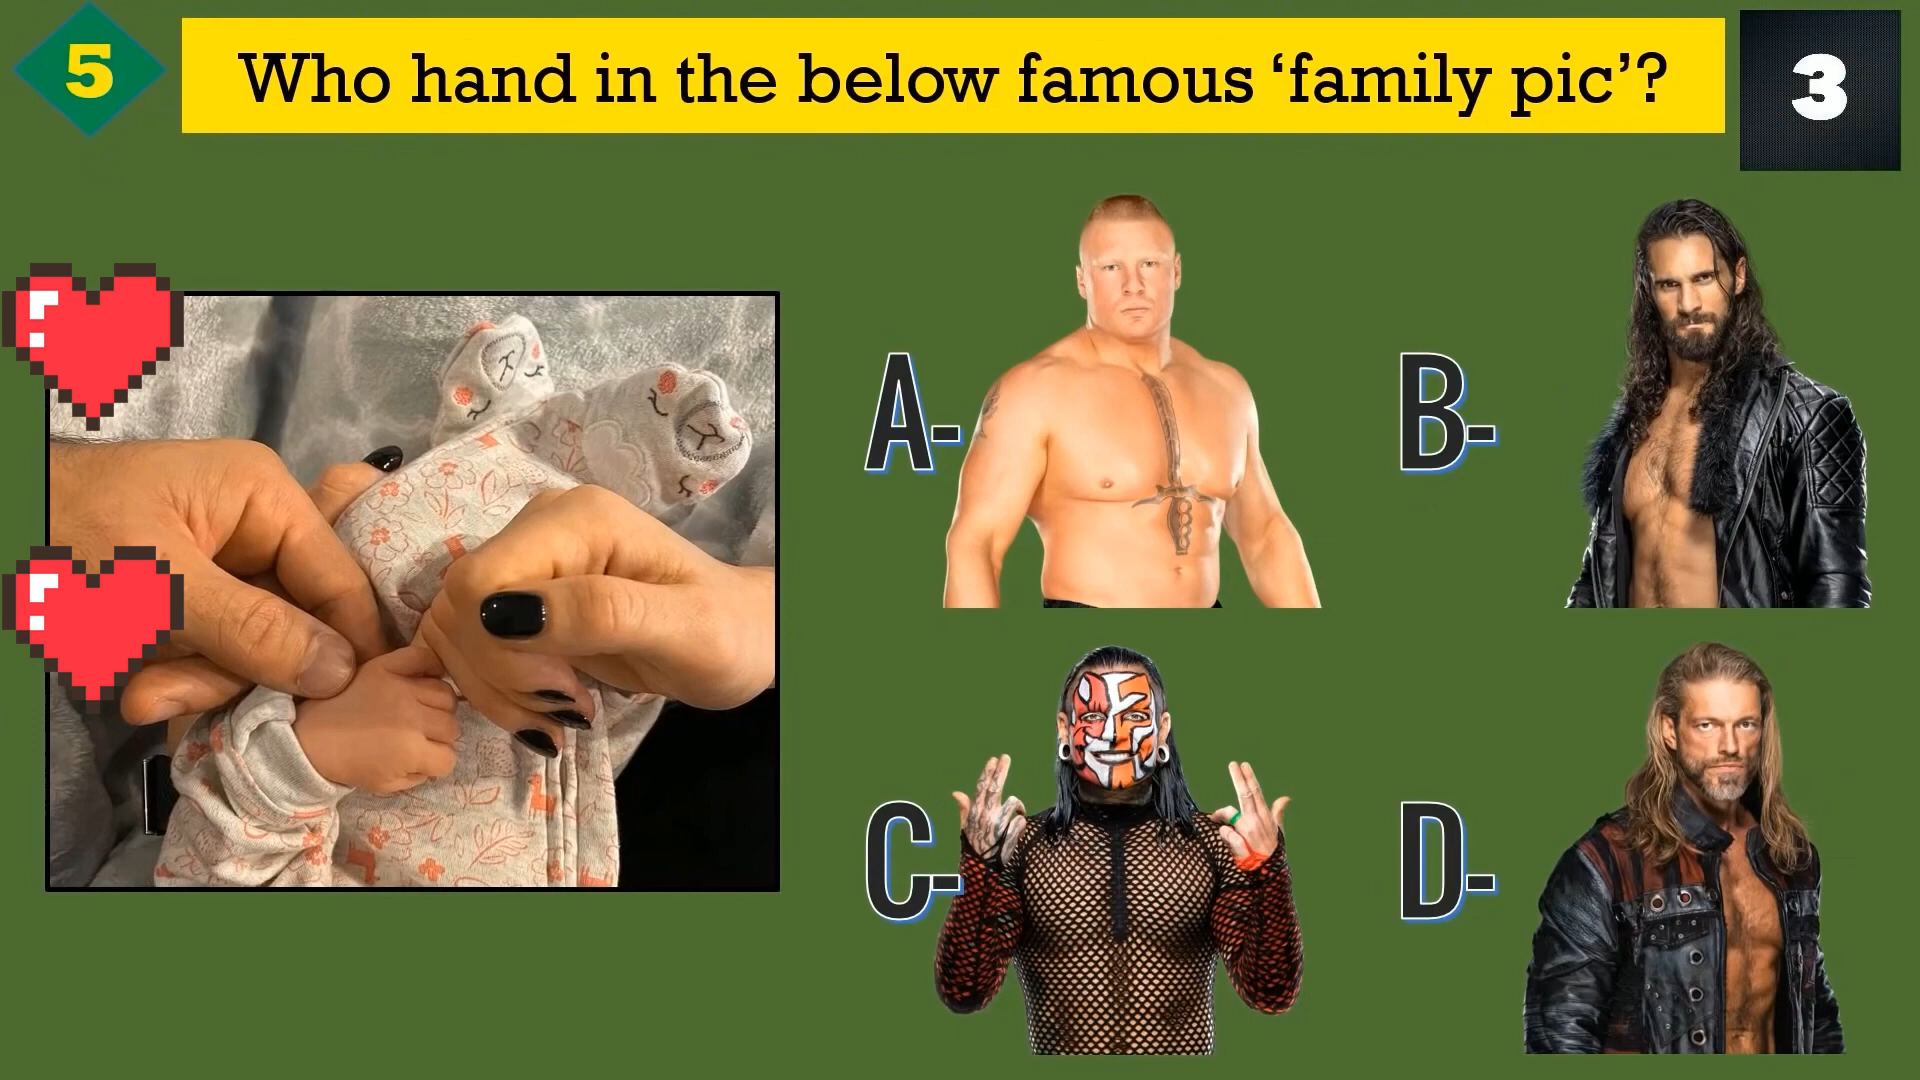 5
Who hand in the below famous ‘family pic’?
3
A-
B-
C-
D-